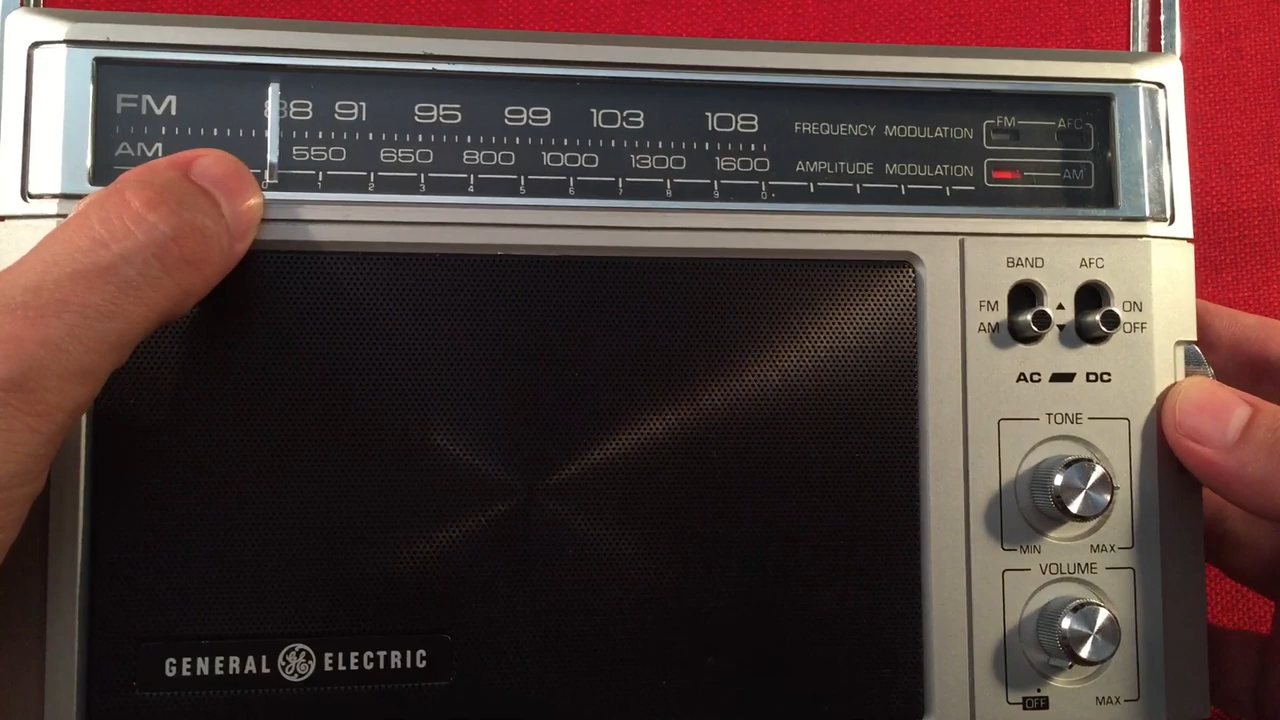 FM 88 91 95 99 103 108
AM 550 650 800 1000 1300 1600
0 1 2 3 4 5 6 7 8 9 0
FREQUENCY MODULATION FM AFC
AMPLITUDE MODULATION AM
BAND AFC
FM ON
AM OFF
AC DC
TONE
MIN MAX
VOLUME
OFF MAX
GENERAL GE ELECTRIC